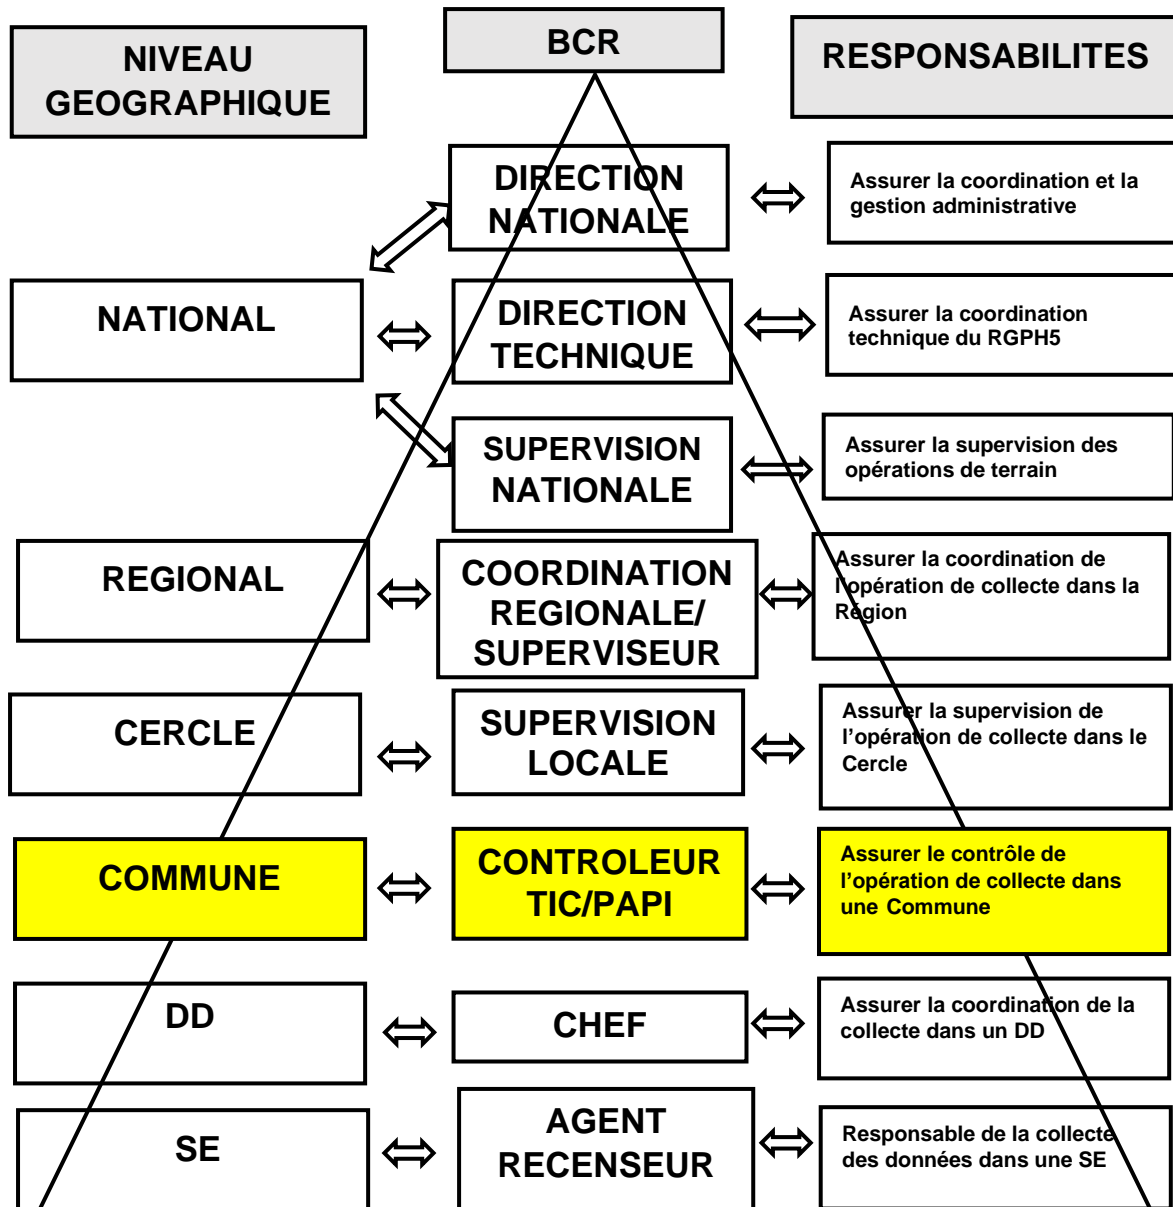 NIVEAU
GEOGRAPHIQUE
BCR
RESPONSABILITES
DIRECTION
NATIONALE
Assurer la coordination et la
gestion administrative
NATIONAL
DIRECTION
TECHNIQUE
Assurer la coordination
technique du RGPH5
SUPERVISION
NATIONALE
Assurer la supervision des
opérations de terrain
REGIONAL
COORDINATION
REGIONALE/
SUPERVISEUR
Assurer la coordination de
l'opération de collecte dans la
Région
CERCLE
SUPERVISION
LOCALE
Assurer la supervision de
l'opération de collecte dans le
Cercle
COMMUNE
CONTROLEUR
TIC/PAPI
Assurer le contrôle de
l'opération de collecte dans
une Commune
DD
CHEF
Assurer la coordination de la
collecte dans un DD
SE
AGENT
RECENSEUR
Responsable de la collecte
des données dans une SE